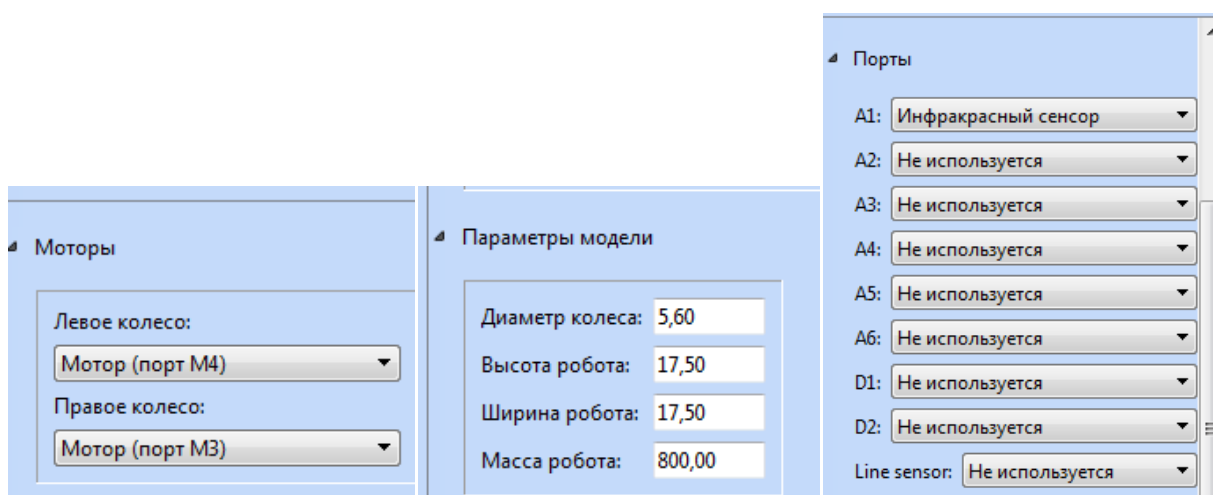 Моторы
Левое колесо:
Мотор (порт М4)
Правое колесо:
Мотор (порт М3)
Параметры модели
Диаметр колеса: 5,60
Высота робота: 17,50
Ширина робота: 17,50
Масса робота: 800,00
Порты
A1: Инфракрасный сенсор
A2: Не используется
A3: Не используется
A4: Не используется
A5: Не используется
A6: Не используется
D1: Не используется
D2: Не используется
Line sensor: Не используется